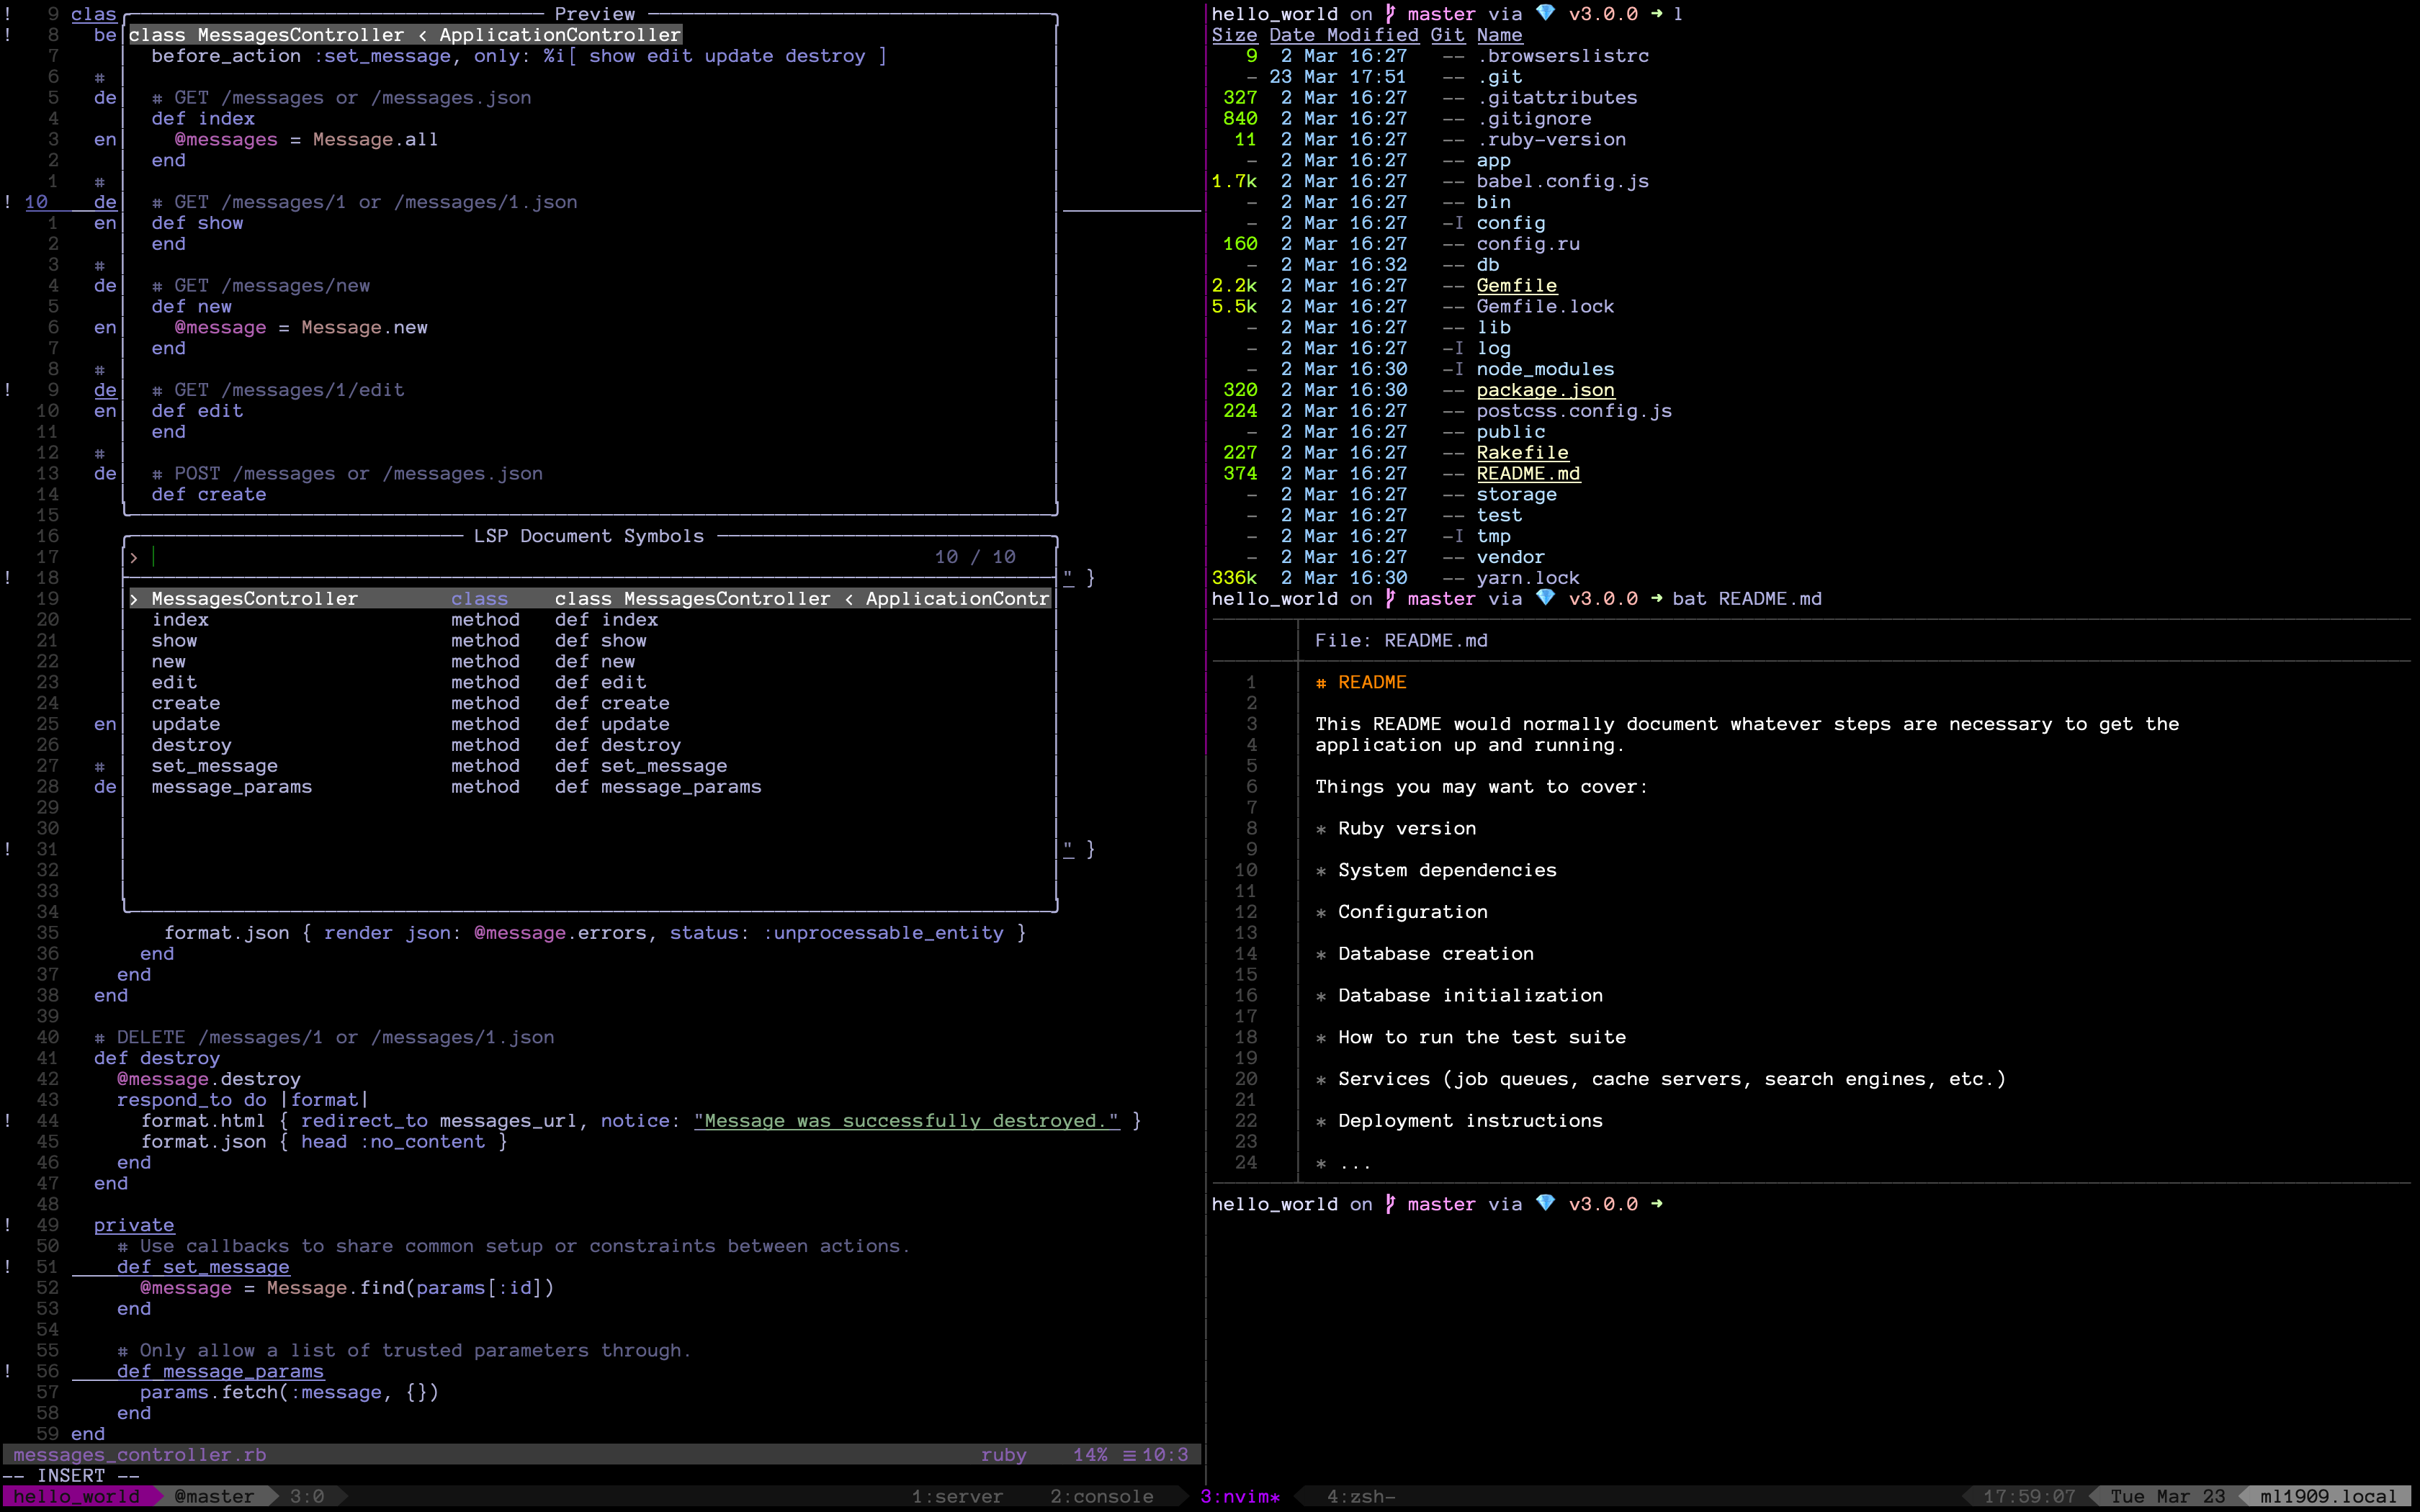 ! 9 clas Preview
! 8 be class MessagesController < ApplicationController
7 before_action :set_message, only: %i[ show edit update destroy ]
6 #
5 de # GET /messages or /messages.json
4 def index
3 en @messages = Message.all
2 end
1 #
! 10 de # GET /messages/1 or /messages/1.json
1 en def show
2 end
3 #
4 de # GET /messages/new
5 def new
6 en @message = Message.new
7 end
8 #
! 9 de # GET /messages/1/edit
10 en def edit
11 end
12 #
13 de # POST /messages or /messages.json
14 def create
15
16 LSP Document Symbols
17 > 10 / 10
! 18 " }
19 > MessagesController class class MessagesController < ApplicationContr
20 index method def index
21 show method def show
22 new method def new
23 edit method def edit
24 create method def create
25 en update method def update
26 destroy method def destroy
27 # set_message method def set_message
28 de message_params method def message_params
29
30
! 31 " }
32
33
34
35 format.json { render json: @message.errors, status: :unprocessable_entity }
36 end
37 end
38 end
39
40 # DELETE /messages/1 or /messages/1.json
41 def destroy
42 @message.destroy
43 respond_to do |format|
! 44 format.html { redirect_to messages_url, notice: "Message was successfully destroyed." }
45 format.json { head :no_content }
46 end
47 end
48
! 49 private
50 # Use callbacks to share common setup or constraints between actions.
! 51 def set_message
52 @message = Message.find(params[:id])
53 end
54
55 # Only allow a list of trusted parameters through.
! 56 def message_params
57 params.fetch(:message, {})
58 end
59 end
messages_controller.rb ruby 14% ≡ 10:3
-- INSERT --
hello_world on master via 💎 v3.0.0 ➜ l
Size Date Modified Git Name
9 2 Mar 16:27 -- .browserslistrc
- 23 Mar 17:51 -- .git
327 2 Mar 16:27 -- .gitattributes
840 2 Mar 16:27 -- .gitignore
11 2 Mar 16:27 -- .ruby-version
- 2 Mar 16:27 -- app
1.7k 2 Mar 16:27 -- babel.config.js
- 2 Mar 16:27 -- bin
- 2 Mar 16:27 -I config
160 2 Mar 16:27 -- config.ru
- 2 Mar 16:32 -- db
2.2k 2 Mar 16:27 -- Gemfile
5.5k 2 Mar 16:27 -- Gemfile.lock
- 2 Mar 16:27 -- lib
- 2 Mar 16:27 -I log
- 2 Mar 16:30 -I node_modules
320 2 Mar 16:30 -- package.json
224 2 Mar 16:27 -- postcss.config.js
- 2 Mar 16:27 -- public
227 2 Mar 16:27 -- Rakefile
374 2 Mar 16:27 -- README.md
- 2 Mar 16:27 -- storage
- 2 Mar 16:27 -- test
- 2 Mar 16:27 -I tmp
- 2 Mar 16:27 -- vendor
336k 2 Mar 16:30 -- yarn.lock
hello_world on master via 💎 v3.0.0 ➜ bat README.md
File: README.md
1 # README
2
3 This README would normally document whatever steps are necessary to get the
4 application up and running.
5
6 Things you may want to cover:
7
8 * Ruby version
9
10 * System dependencies
11
12 * Configuration
13
14 * Database creation
15
16 * Database initialization
17
18 * How to run the test suite
19
20 * Services (job queues, cache servers, search engines, etc.)
21
22 * Deployment instructions
23
24 * ...
hello_world on master via 💎 v3.0.0 ➜
hello_world @master 3:0 1:server 2:console 3:nvim* 4:zsh- 17:59:07 Tue Mar 23 ml1909.local